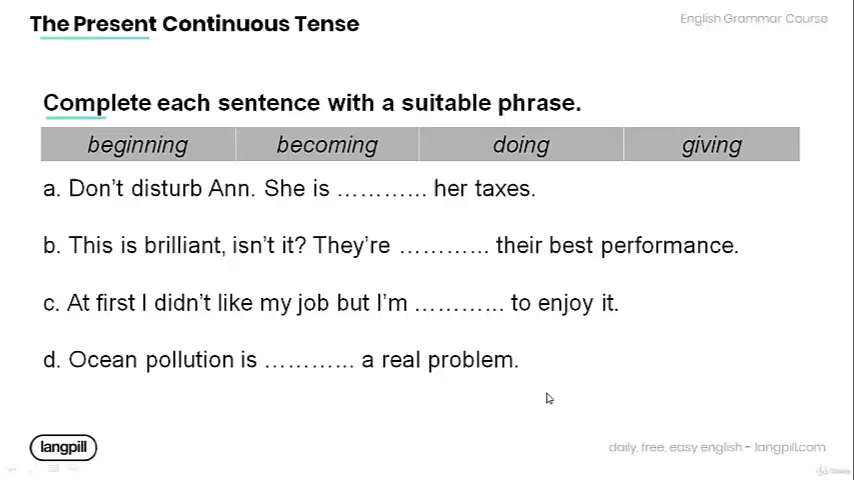 The Present Continuous Tense
English Grammar Course
Complete each sentence with a suitable phrase.
beginning becoming doing giving
a. Don't disturb Ann. She is ………….. her taxes.
b. This is brilliant, isn't it? They're ………….. their best performance.
c. At first I didn't like my job but I'm ………….. to enjoy it.
d. Ocean pollution is ………….. a real problem.
langpill
daily, free, easy english - langpill.com